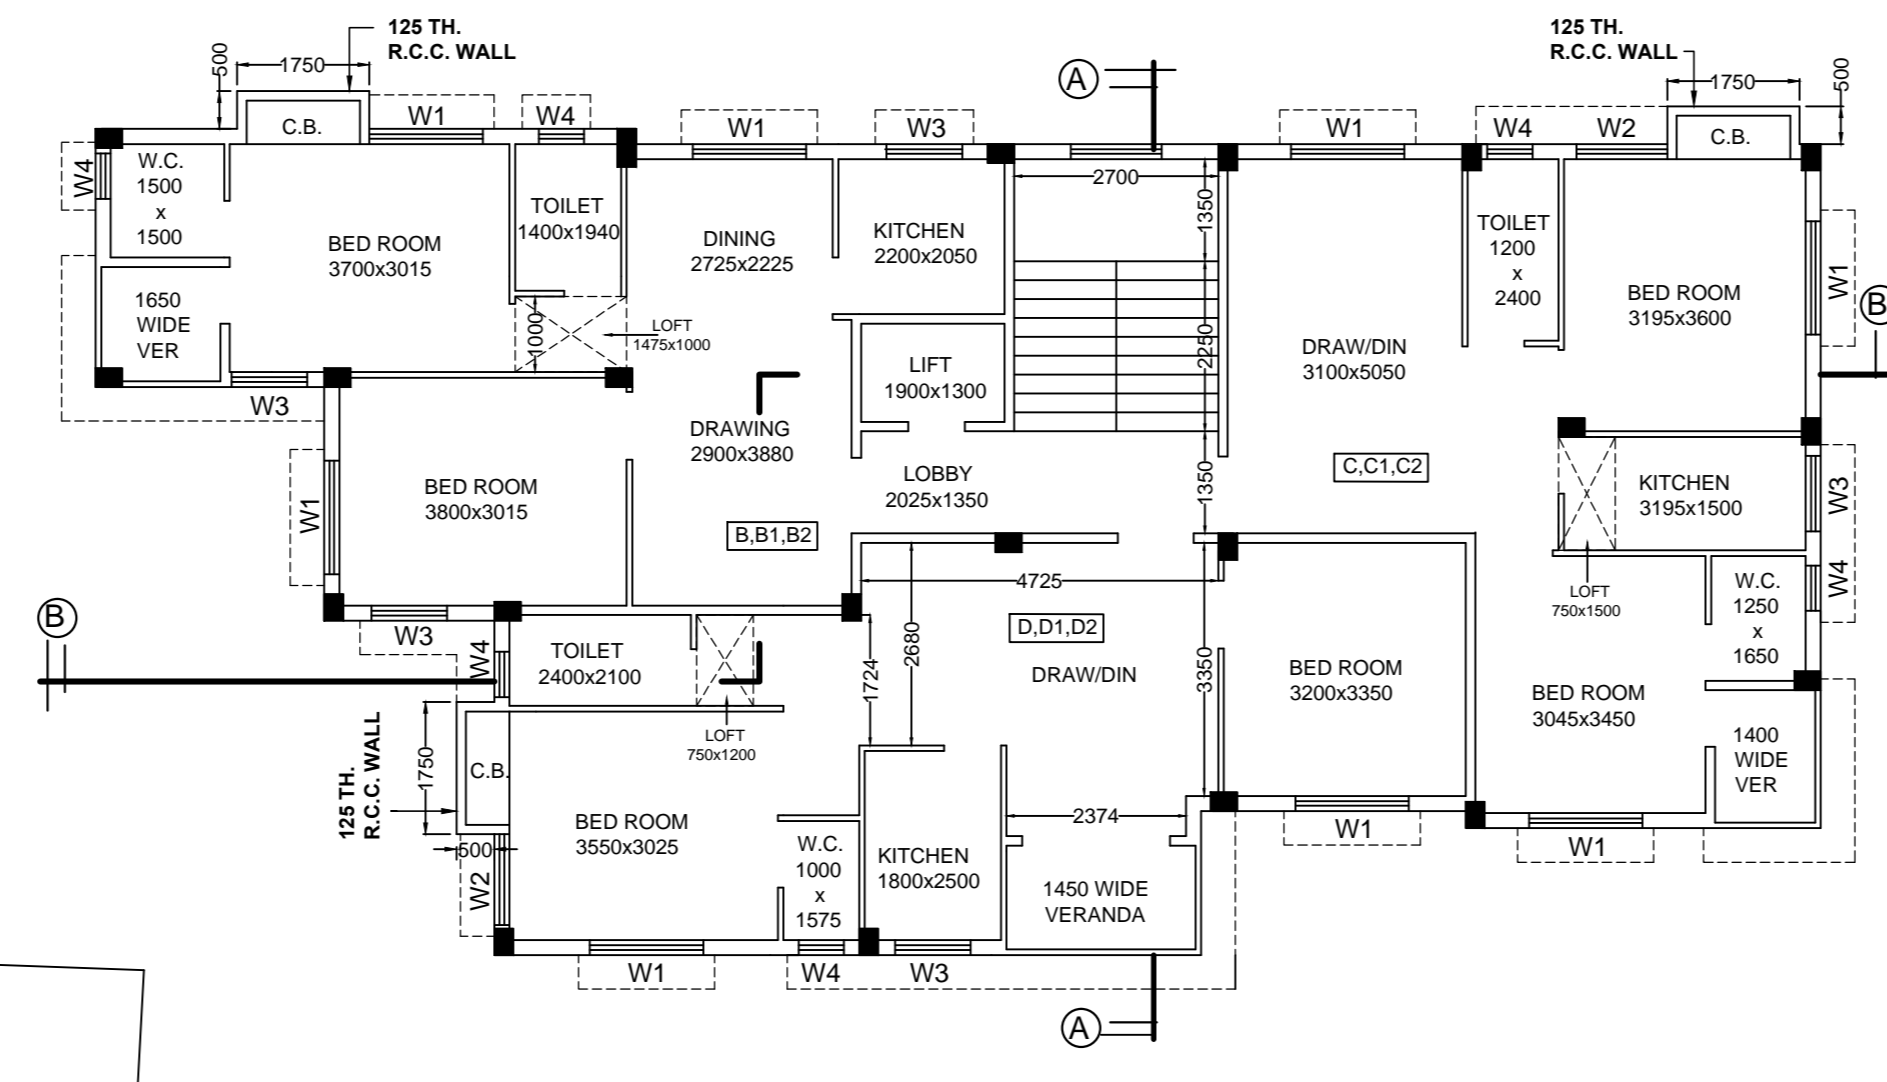 125 TH.
R.C.C. WALL
500
1750
C.B.
W1
W4
W1
W3
A
W1
W4
W2
125 TH.
R.C.C. WALL
1750
500
C.B.
W4
W.C.
1500
x
1500
BED ROOM
3700x3015
TOILET
1400x1940
DINING
2725x2225
KITCHEN
2200x2050
2700
1350
TOILET
1200
x
2400
BED ROOM
3195x3600
W1
B
1650
WIDE
VER
1000
LOFT
1475x1000
LIFT
1900x1300
2250
DRAW/DIN
3100x5050
W3
BED ROOM
3800x3015
W1
DRAWING
2900x3880
LOBBY
2025x1350
1350
C,C1,C2
KITCHEN
3195x1500
W3
B,B1,B2
4725
LOFT
750x1500
W.C.
1250
x
1650
W4
B
W3
W4
TOILET
2400x2100
1724
2680
D,D1,D2
DRAW/DIN
3350
BED ROOM
3200x3350
BED ROOM
3045x3450
1400
WIDE
VER
LOFT
750x1200
125 TH.
R.C.C. WALL
1750
C.B.
500
W2
BED ROOM
3550x3025
W.C.
1000
x
1575
KITCHEN
1800x2500
2374
1450 WIDE
VERANDA
W1
W1
W1
W4
W3
A